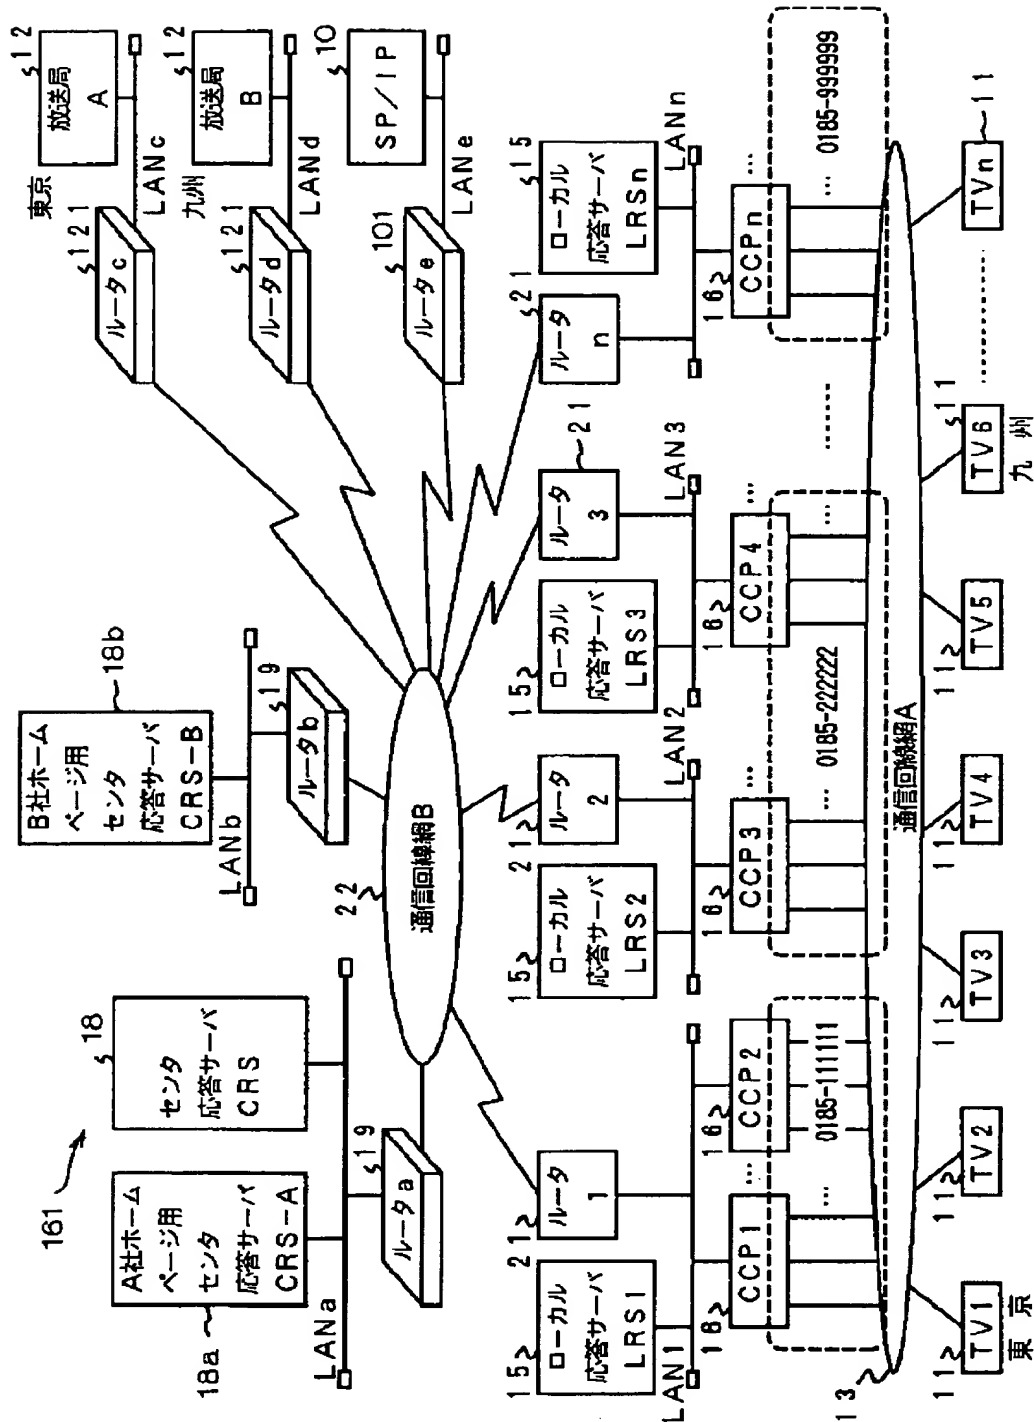 161
18a
A社ホーム
ページ用
センタ
応答サーバ
CRS-A
18
センタ
応答サーバ
CRS
LANa
19
ルータa
18b
B社ホーム
ページ用
センタ
応答サーバ
CRS-B
LANb
19
ルータb
22
通信回線網B
東京
12
放送局
A
LANc
121
ルータc
九州
12
放送局
B
LANd
121
ルータd
10
SP/IP
LANe
101
ルータe
15
ローカル
応答サーバ
LRS1
21
ルータ
1
LAN1
15
ローカル
応答サーバ
LRS2
21
ルータ
2
LAN2
15
ローカル
応答サーバ
LRS3
21
ルータ
3
LAN3
21
ルータ
n
15
ローカル
応答サーバ
LRSn
LANn
16
CCP1
…
16
CCP2
16
CCP3
…
16
CCP4
…
16
CCPn
…
…
0185-111111
…
0185-222222
…
…
0185-999999
13
通信回線網A
11
TV1
東京
11
TV2
11
TV3
11
TV4
11
TV5
11
TV6
九州
11
TVn